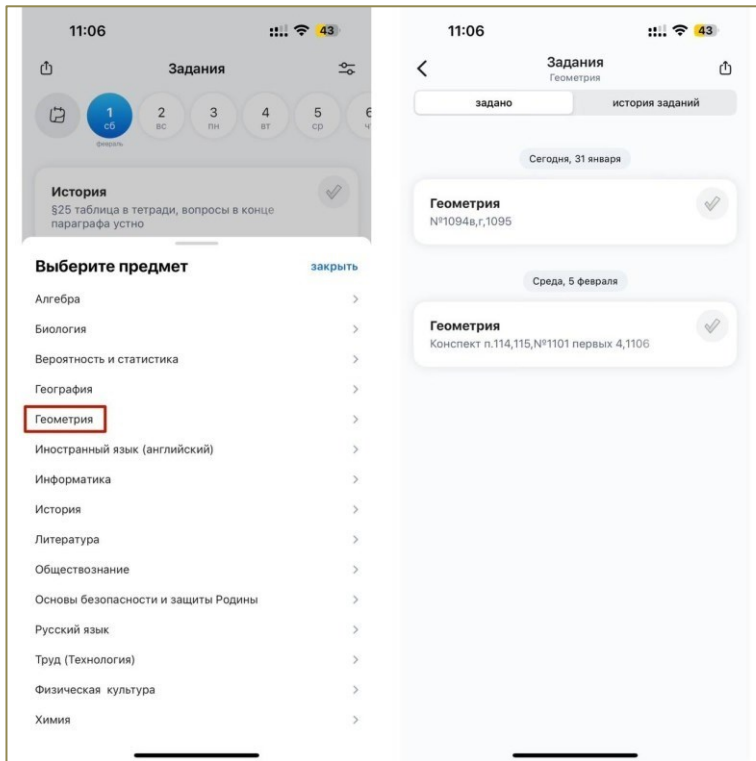 11:06
43
Задания
1
сб
февраль
2
вс
3
пн
4
вт
5
ср
6
История
§25 таблица в тетради, вопросы в конце
параграфа устно
Выберите предмет
закрыть
Алгебра
Биология
Вероятность и статистика
География
Геометрия
Иностранный язык (английский)
Информатика
История
Литература
Обществознание
Основы безопасности и защиты Родины
Русский язык
Труд (Технология)
Физическая культура
Химия
11:06
43
Задания
Геометрия
задано
история заданий
Сегодня, 31 января
Геометрия
№1094в,г,1095
Среда, 5 февраля
Геометрия
Конспект п.114,115,№1101 первых 4,1106